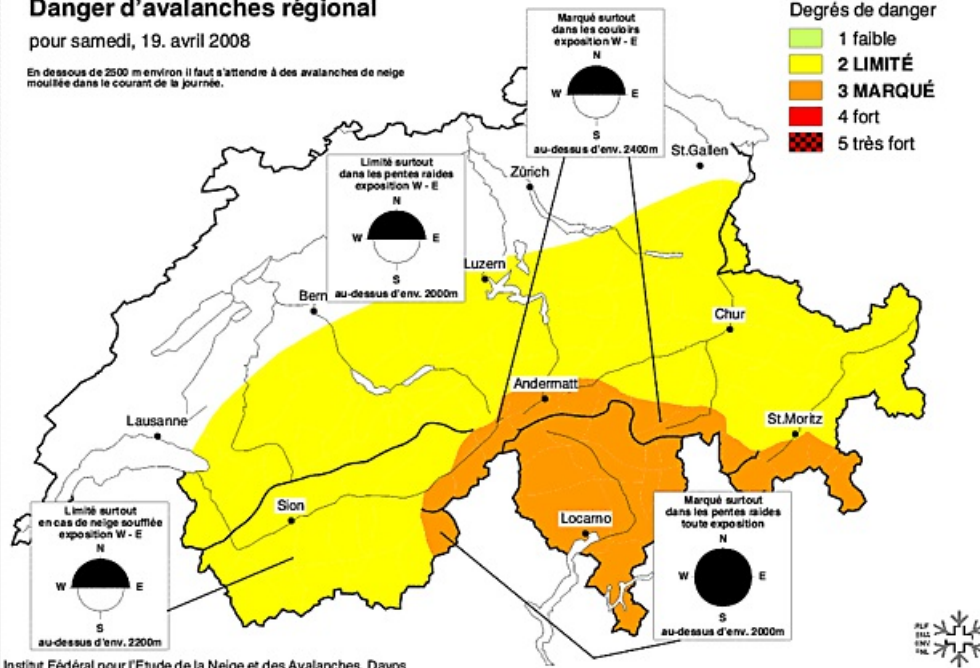 Danger d'avalanches régional
pour samedi, 19. avril 2008
En dessous de 2500 m environ il faut s'attendre à des avalanches de neige
mouillée dans le courant de la journée.
Marqué surtout
dans les couloirs
exposition W - E
N
W E
S
au-dessus d'env. 2400m
Degrés de danger
1 faible
2 LIMITÉ
3 MARQUÉ
4 fort
5 très fort
Limité surtout
dans les pentes raides
exposition W - E
N
W E
S
au-dessus d'env. 2000m
St.Gallen
Zürich
Luzern
Bern
Chur
Andermatt
Lausanne
St.Moritz
Sion
Locarno
Limité surtout
en cas de neige soufflée
exposition W - E
N
W E
S
au-dessus d'env. 2200m
Marqué surtout
dans les pentes raides
toute exposition
N
W E
S
au-dessus d'env. 2000m
Institut Fédéral pour l'Etude de la Neige et des Avalanches, Davos